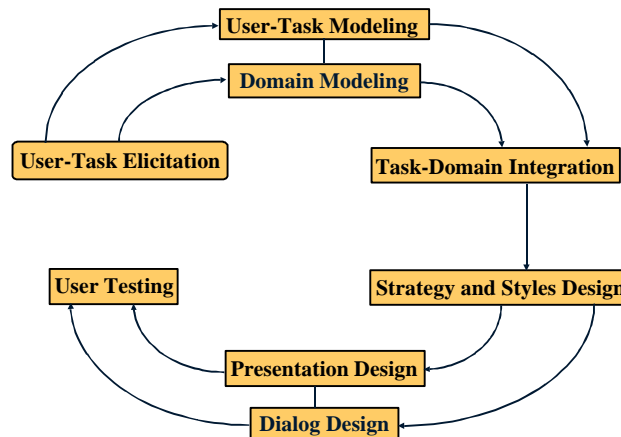 User-Task Modeling
Domain Modeling
User-Task Elicitation
Task-Domain Integration
User Testing
Strategy and Styles Design
Presentation Design
Dialog Design